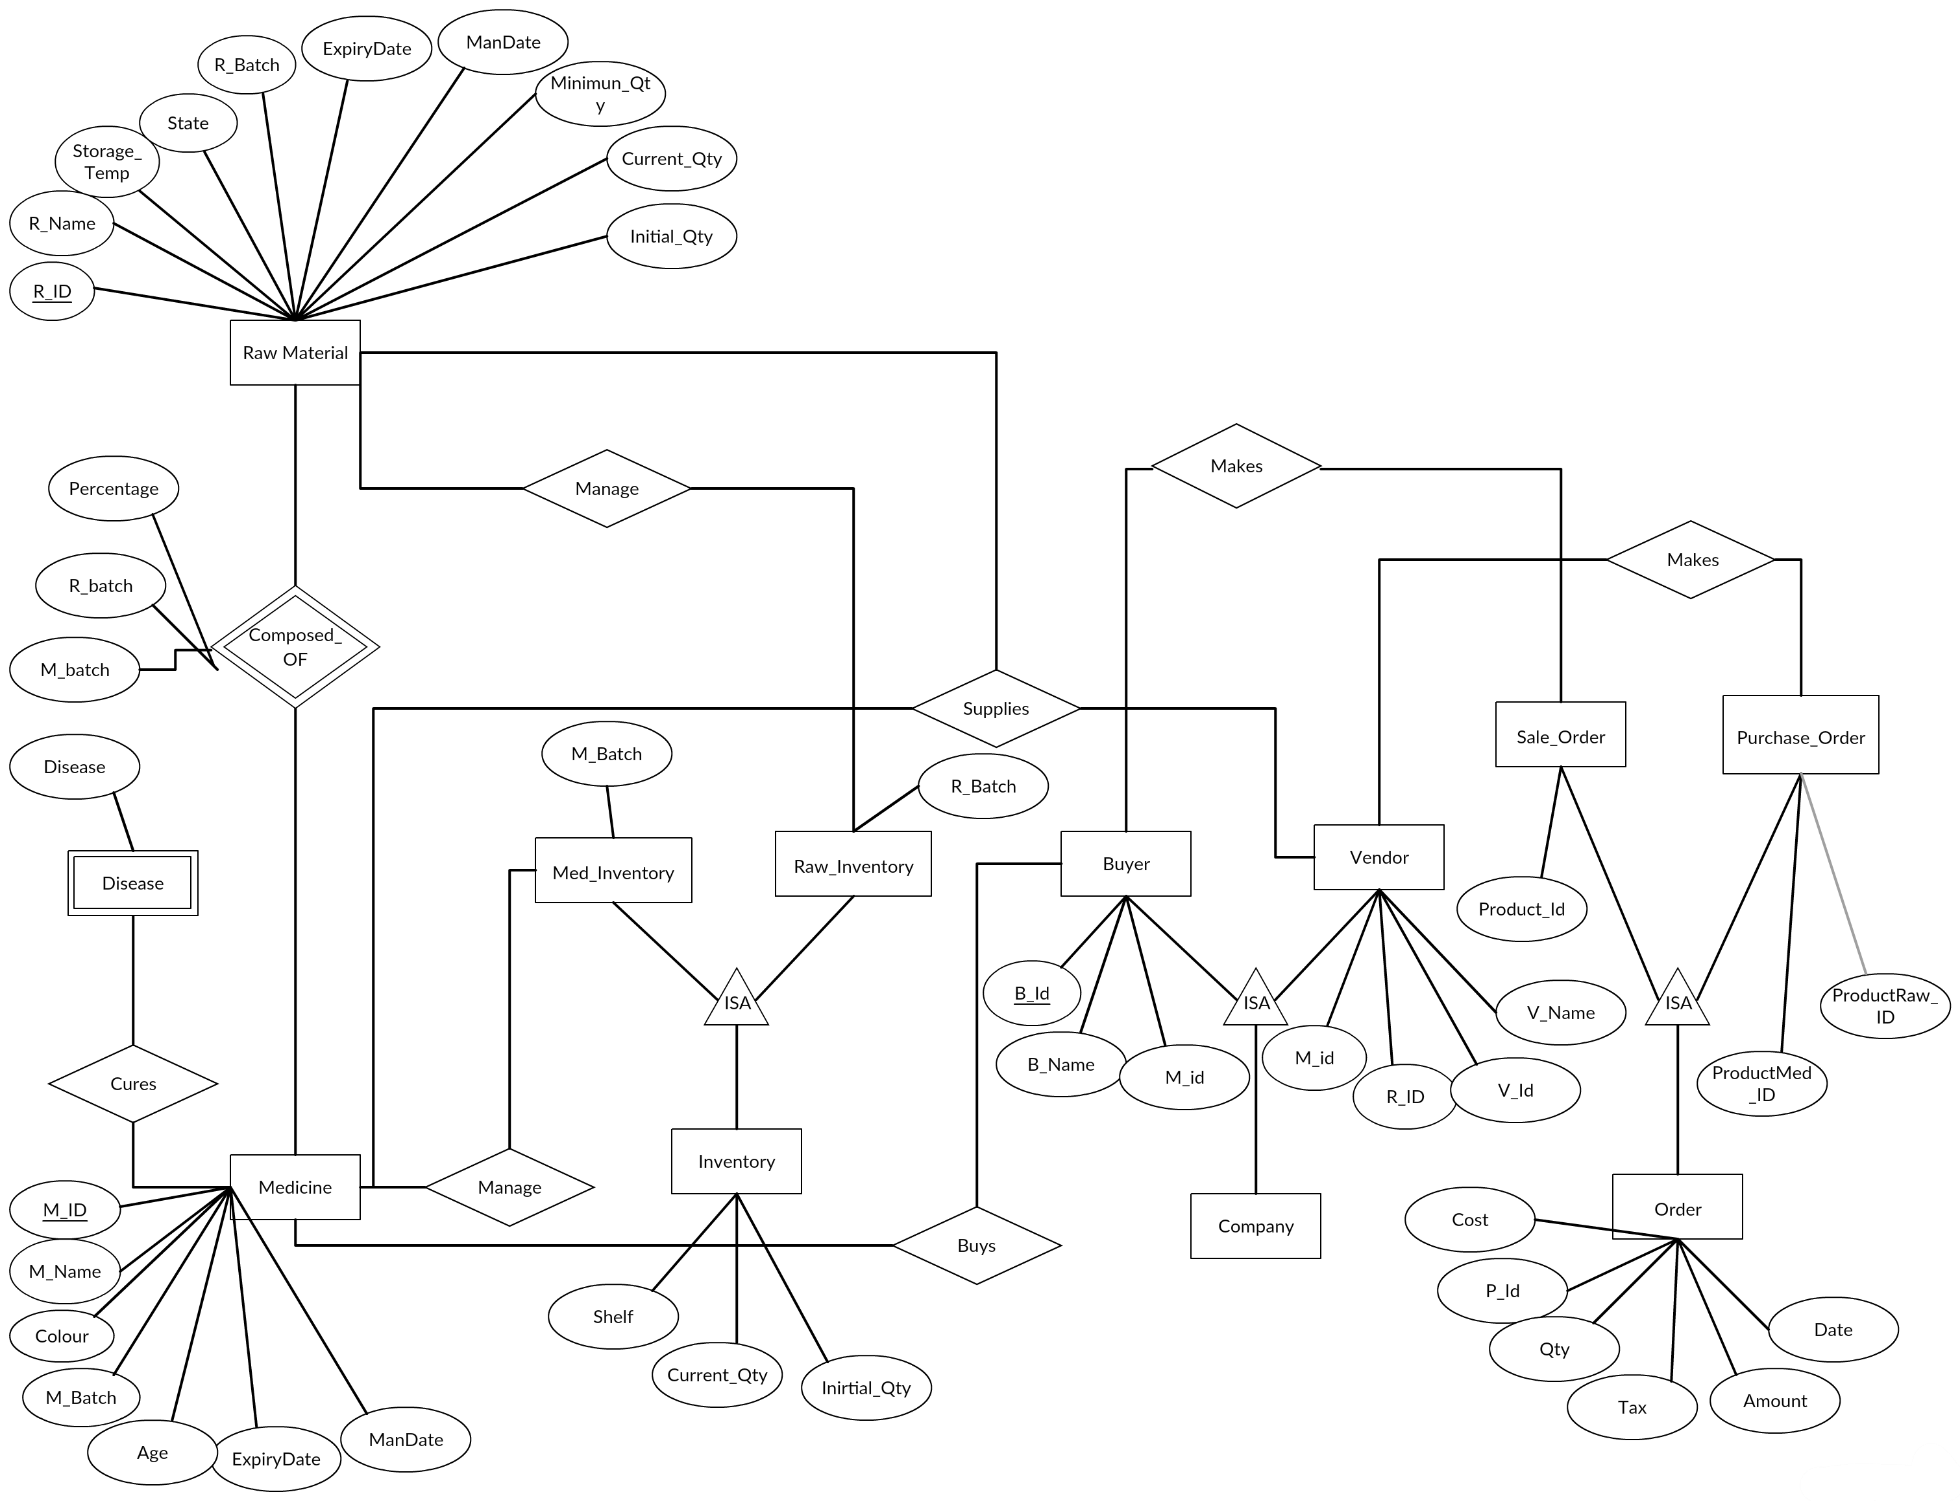 ManDate
ExpiryDate
R_Batch
Minimun_Qt
y
State
Storage_
Temp
Current_Qty
R_Name
Initial_Qty
R_ID
Raw Material
Makes
Percentage
Manage
Makes
R_batch
Composed_
OF
M_batch
Supplies
Sale_Order
Purchase_Order
M_Batch
Disease
R_Batch
Vendor
Buyer
Raw_Inventory
Med_Inventory
Disease
Product_Id
B_Id
ISA
ISA
ISA
ProductRaw_
ID
V_Name
M_id
B_Name
M_id
Cures
ProductMed
_ID
V_Id
R_ID
Inventory
Medicine
Manage
M_ID
Order
Cost
Company
Buys
M_Name
P_Id
Shelf
Date
Colour
Qty
Current_Qty
Inirtial_Qty
M_Batch
Amount
Tax
ManDate
Age
ExpiryDate